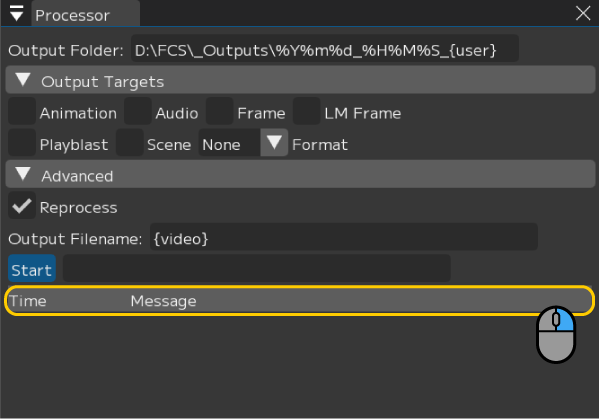 Processor
Output Folder: D:\FCS\_Outputs\%Y%m%d_%H%M%S_{user}
Output Targets
Animation Audio Frame LM Frame
Playblast Scene None Format
Advanced
Reprocess
Output Filename: {video}
Start
Time Message